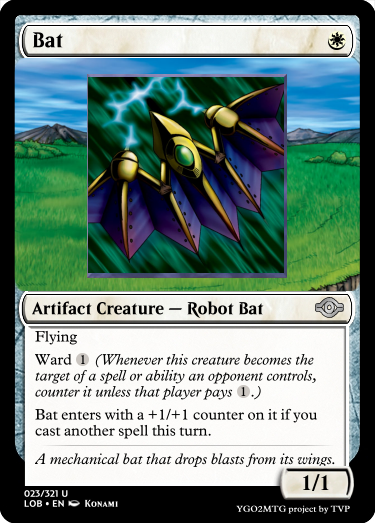 Bat
Artifact Creature — Robot Bat
Flying
Ward 1 (Whenever this creature becomes the
target of a spell or ability an opponent controls,
counter it unless that player pays 1.)
Bat enters with a +1/+1 counter on it if you
cast another spell this turn.
A mechanical bat that drops blasts from its wings.
1/1
023/321 U
LOB • EN Konami
YGO2MTG project by TVP